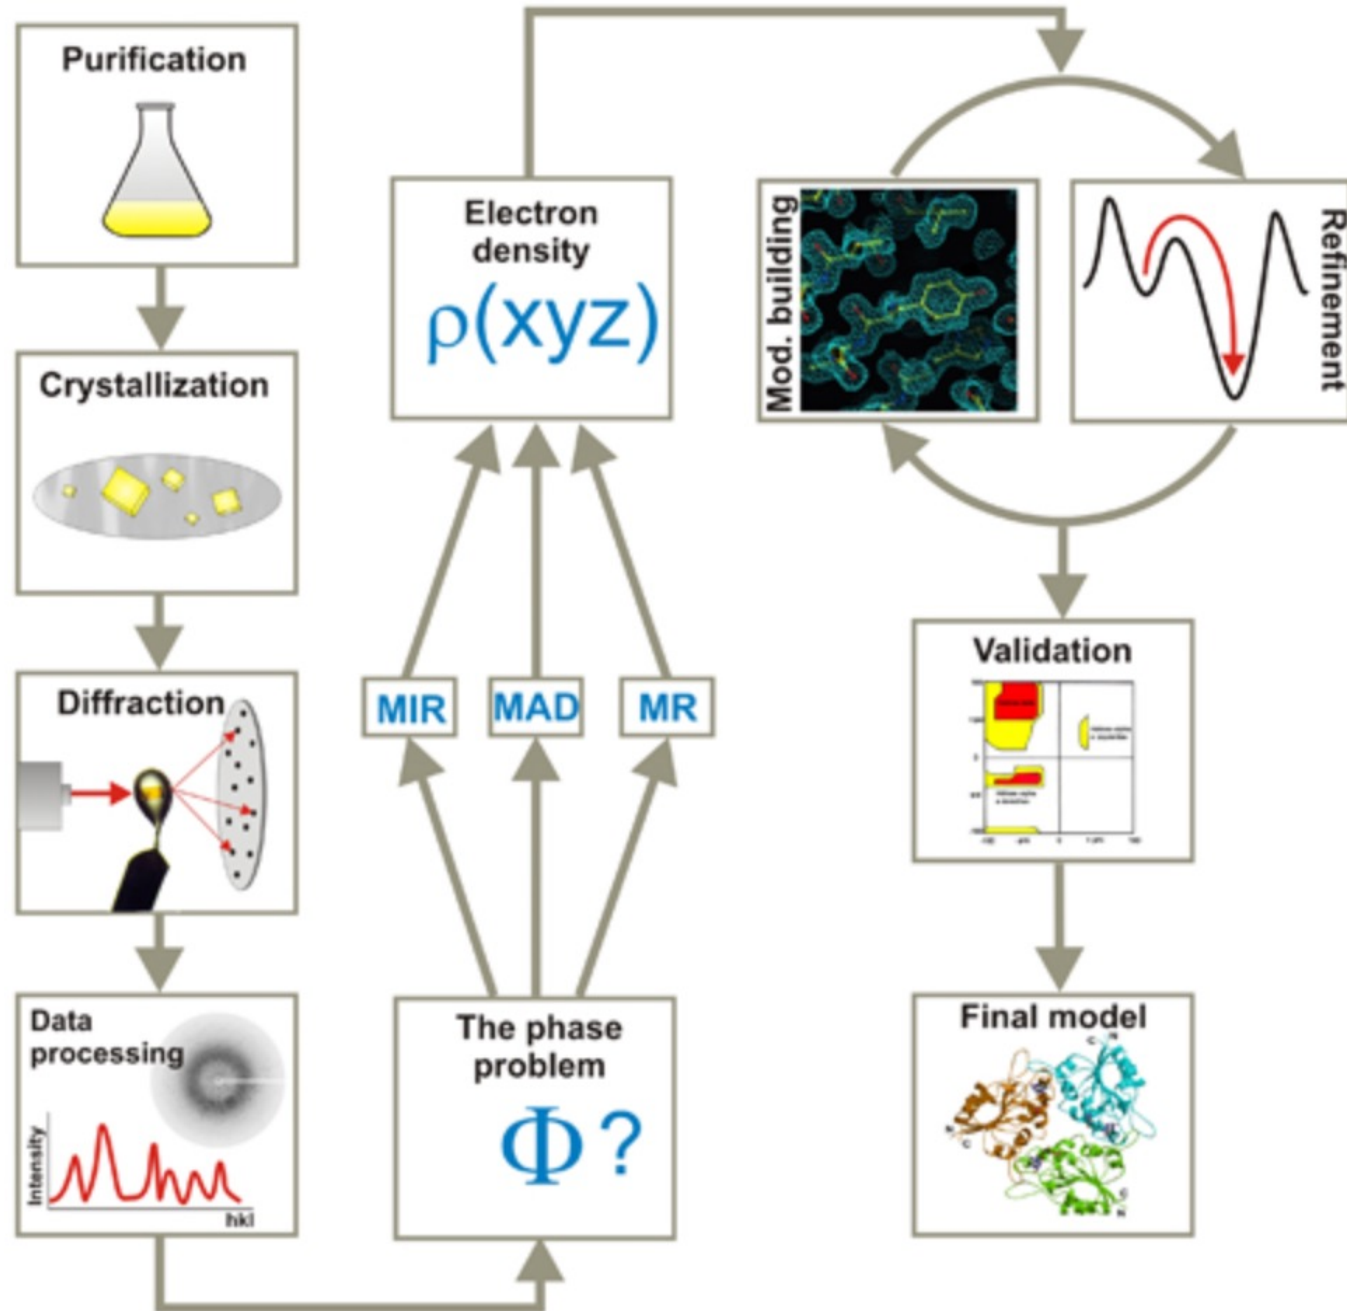 Purification
Crystallization
Diffraction
Data
processing
Intensity
hkl
The phase
problem
Φ ?
MIR
MAD
MR
Electron
density
ρ(xyz)
Mod. building
Refinement
Validation
Final model
C
N
N
C
C
N